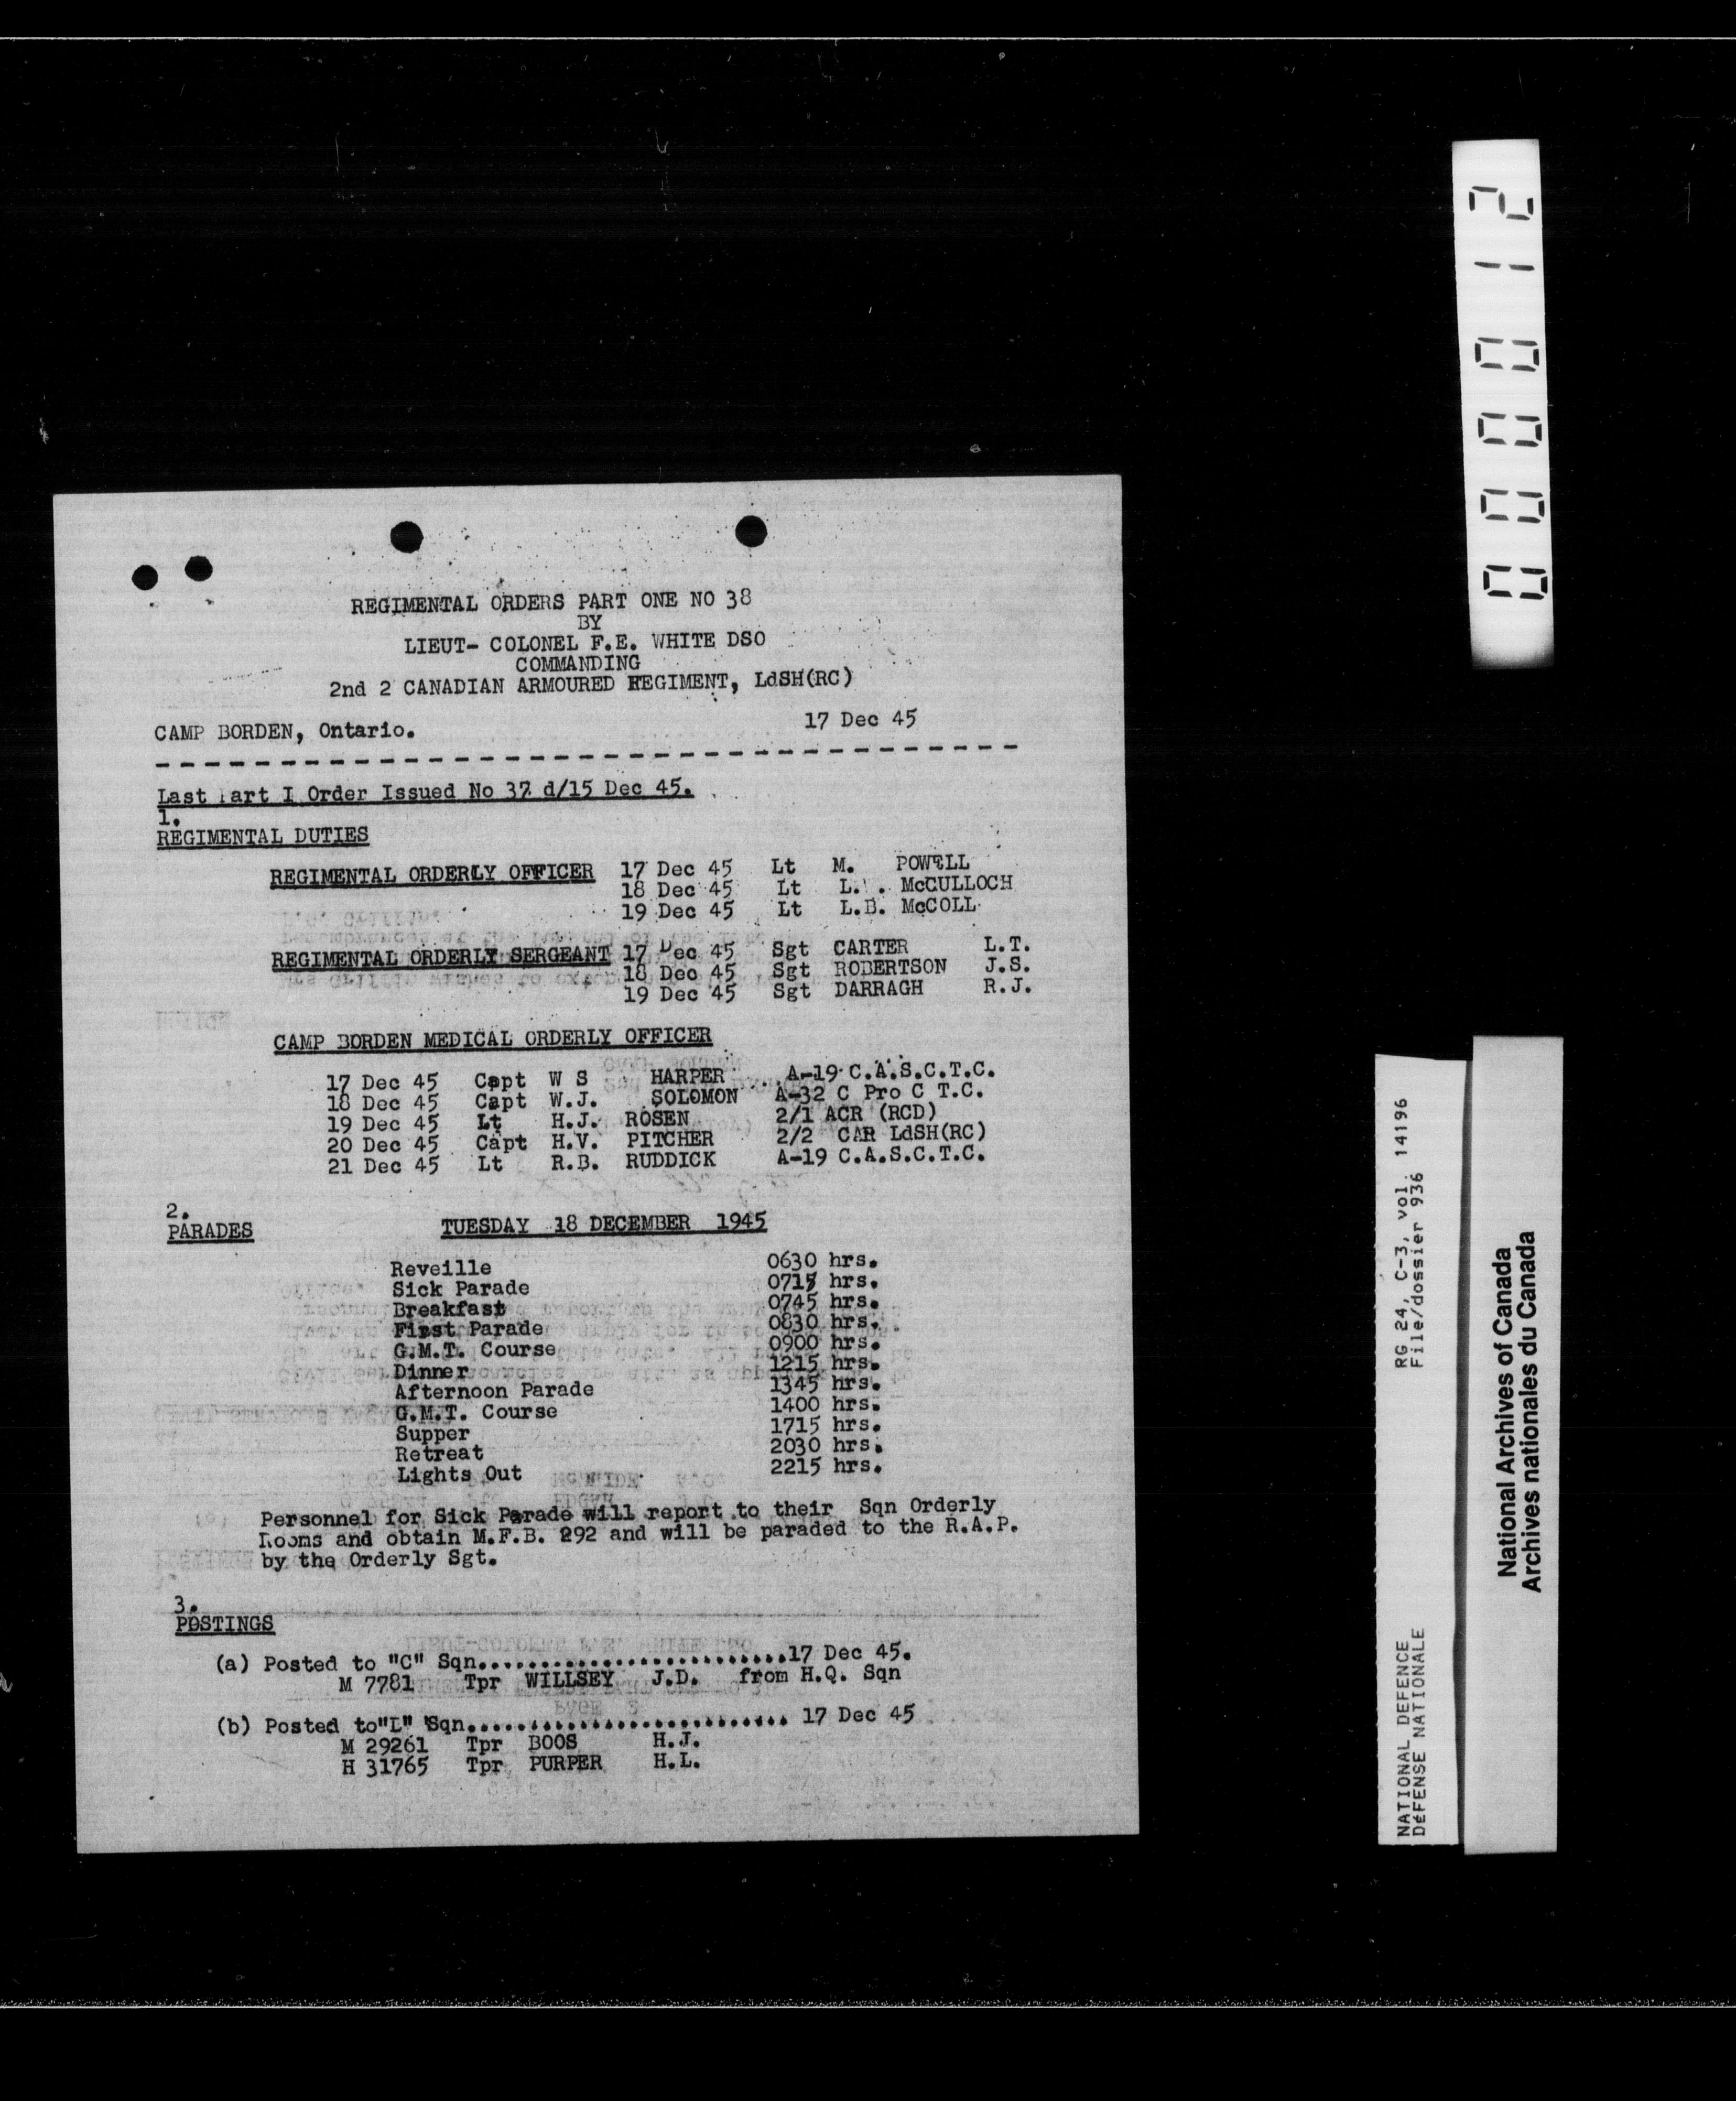 REGIMENTAL ORDERS PART ONE NO 38
BY
LIEUT- COLONEL F.E. WHITE DSO
COMMANDING
2nd 2 CANADIAN ARMOURED REGIMENT, LdSH(RC)
CAMP BORDEN, Ontario. 17 Dec 45
Last art I Order Issued No 37 d/15 Dec 45.
1.
REGIMENTAL DUTIES
REGIMENTAL ORDERLY OFFICER 17 Dec 45 Lt M. POWELL
18 Dec 45 Lt L. . McCULLOCH
19 Dec 45 Lt L.B. McCOLL
REGIMENTAL ORDERLY SERGEANT 17 Dec 45 Sgt CARTER L.T.
18 Dec 45 Sgt ROBERTSON J.S.
19 Dec 45 Sgt DARRAGH R.J.
CAMP BORDEN MEDICAL ORDERLY OFFICER
17 Dec 45 Capt W S HARPER A-19 C.A.S.C.T.C.
18 Dec 45 Capt W.J. SOLOMON A-32 C Pro C T.C.
19 Dec 45 Lt H.J. ROSEN 2/1 ACR (RCD)
20 Dec 45 Capt H.V. PITCHER 2/2 CAR LdSH(RC)
21 Dec 45 Lt R.B. RUDDICK A-19 C.A.S.C.T.C.
2.
PARADES TUESDAY 18 DECEMBER 1945
Reveille 0630 hrs.
Sick Parade 0715 hrs.
Breakfast 0745 hrs.
First Parade 0830 hrs.
G.M.T. Course 0900 hrs.
Dinner 1215 hrs.
Afternoon Parade 1345 hrs.
G.M.T. Course 1400 hrs.
Supper 1715 hrs.
Retreat 2030 hrs.
Lights Out 2215 hrs.
Personnel for Sick Parade will report to their Sqn Orderly
Rooms and obtain M.F.B. 292 and will be paraded to the R.A.P.
by the Orderly Sgt.
3.
POSTINGS
(a) Posted to "C" Sqn..........................17 Dec 45.
M 7781 Tpr WILLSEY J.D. from H.Q. Sqn
(b) Posted to"L" Sqn........................... 17 Dec 45
M 29261 Tpr BOOS H.J.
H 31765 Tpr PURPER H.L.
000012
NATIONAL DEFENCE RG 24, C-3, vol. 14196
DéFENSE NATIONALE File/dossier 936
National Archives of Canada
Archives nationales du Canada